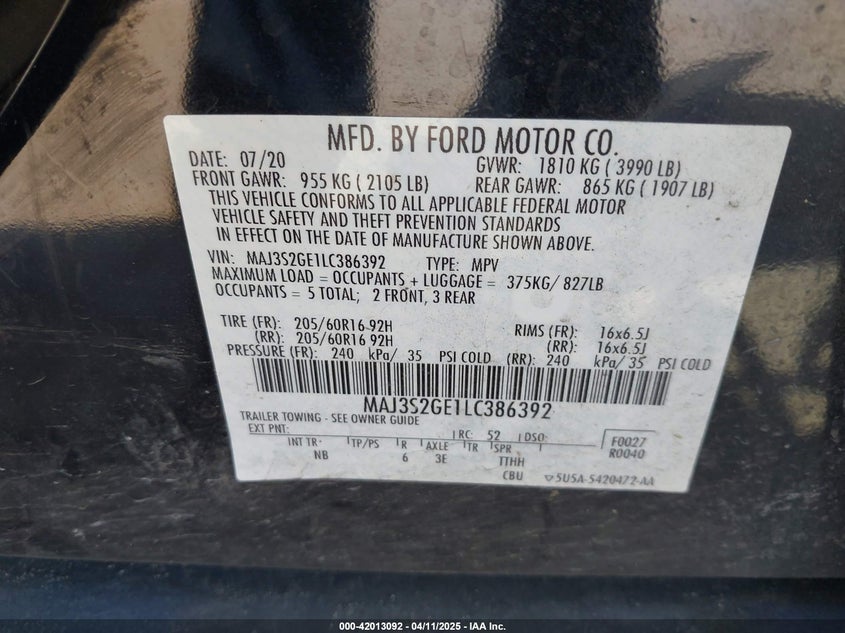 MFD. BY FORD MOTOR CO.
DATE: 07/20 GVWR: 1810 KG ( 3990 LB)
FRONT GAWR: 955 KG ( 2105 LB) REAR GAWR: 865 KG ( 1907 LB)
THIS VEHICLE CONFORMS TO ALL APPLICABLE FEDERAL MOTOR
VEHICLE SAFETY AND THEFT PREVENTION STANDARDS
IN EFFECT ON THE DATE OF MANUFACTURE SHOWN ABOVE.
VIN: MAJ3S2GE1LC386392 TYPE: MPV
MAXIMUM LOAD = OCCUPANTS + LUGGAGE = 375KG/ 827LB
OCCUPANTS = 5 TOTAL; 2 FRONT, 3 REAR
TIRE (FR): 205/60R16 92H RIMS (FR): 16x6.5J
(RR): 205/60R16 92H (RR): 16x6.5J
PRESSURE (FR): 240 kPa/ 35 PSI COLD (RR): 240 kPa/ 35 PSI COLD
MAJ3S2GE1LC386392
TRAILER TOWING - SEE OWNER GUIDE
EXT PNT: RC: 52 DSO: F0027
INT TR: TP/PS R AXLE TR SPR R0040
NB 6 3E TTHH
CBU 5U5A-5420472-AA
000-42013092 - 04/11/2025 - IAA Inc.